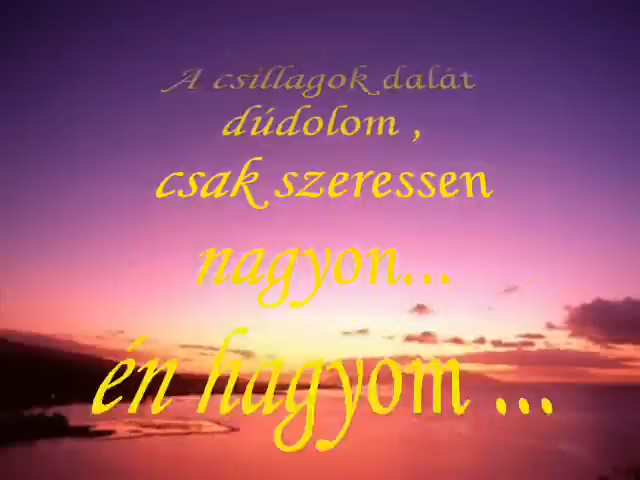 A csillagok dalát
dúdolom ,
csak szeressen
nagyon...
én hagyom ...